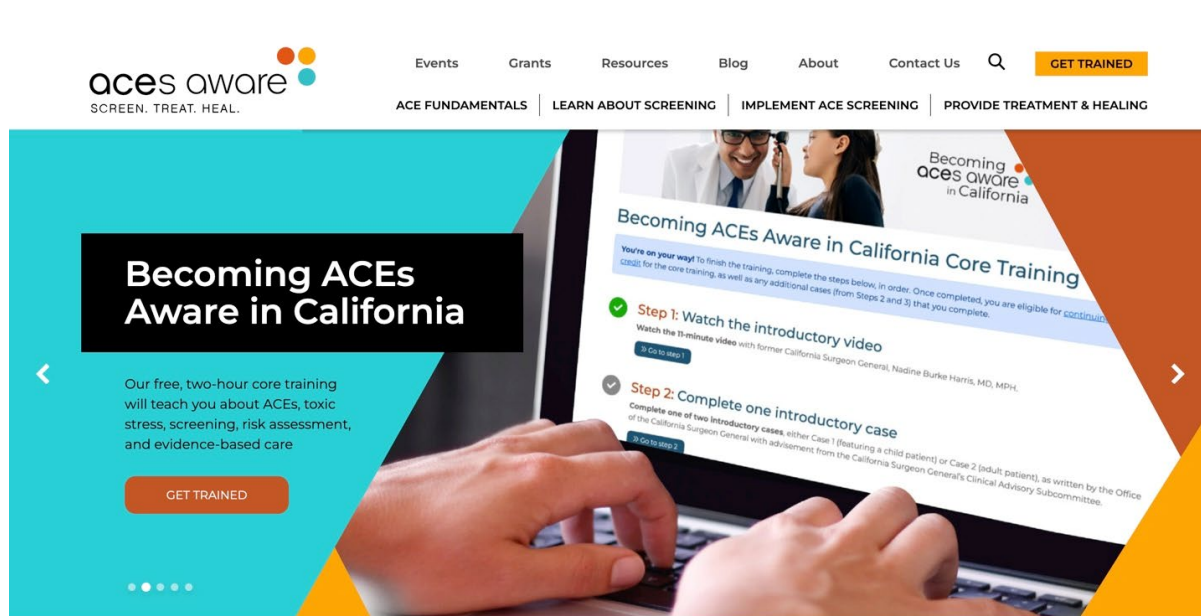 aces aware
SCREEN. TREAT. HEAL.
Events Grants Resources Blog About Contact Us GET TRAINED
ACE FUNDAMENTALS LEARN ABOUT SCREENING IMPLEMENT ACE SCREENING PROVIDE TREATMENT & HEALING
Becoming ACEs
Aware in California
Our free, two-hour core training
will teach you about ACEs, toxic
stress, screening, risk assessment,
and evidence-based care
GET TRAINED
Becoming
aces aware
in California
Becoming ACEs Aware in California Core Training
You're on your way! To finish the training, complete the steps below, in order. Once completed, you are eligible for continuing
credit for the core training, as well as any additional cases (from Steps 2 and 3) that you complete.
Step 1: Watch the introductory video
Watch the 11-minute video with former California Surgeon General, Nadine Burke Harris, MD, MPH.
» Go to step 1
Step 2: Complete one introductory case
Complete one of two introductory cases, either Case 1 (featuring a child patient) or Case 2 (adult patient), as written by the Office
of the California Surgeon General with advisement from the California Surgeon General's Clinical Advisory Subcommittee.
» Go to step 2